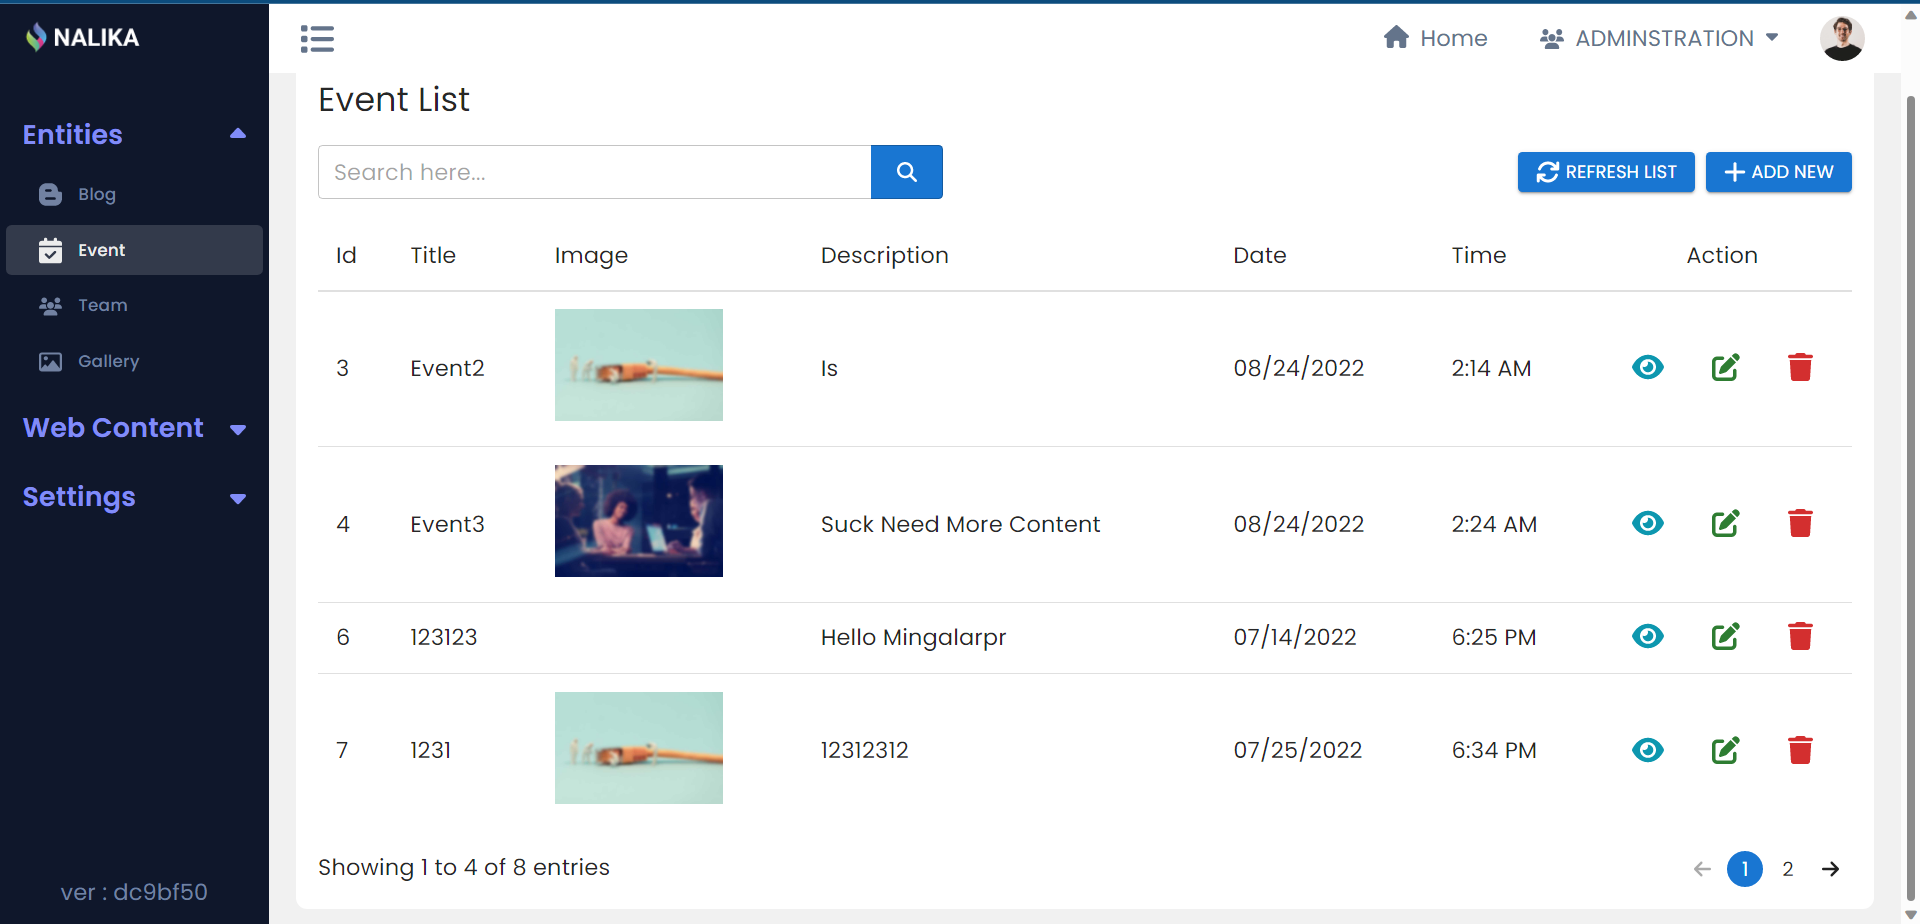 NALIKA
Home
ADMINSTRATION
Entities
Blog
Event
Team
Gallery
Web Content
Settings
ver : dc9bf50
Event List
Search here...
REFRESH LIST
ADD NEW
Id Title Image Description Date Time Action
3 Event2 Is 08/24/2022 2:14 AM
4 Event3 Suck Need More Content 08/24/2022 2:24 AM
6 123123 Hello Mingalarpr 07/14/2022 6:25 PM
7 1231 12312312 07/25/2022 6:34 PM
Showing 1 to 4 of 8 entries
1 2